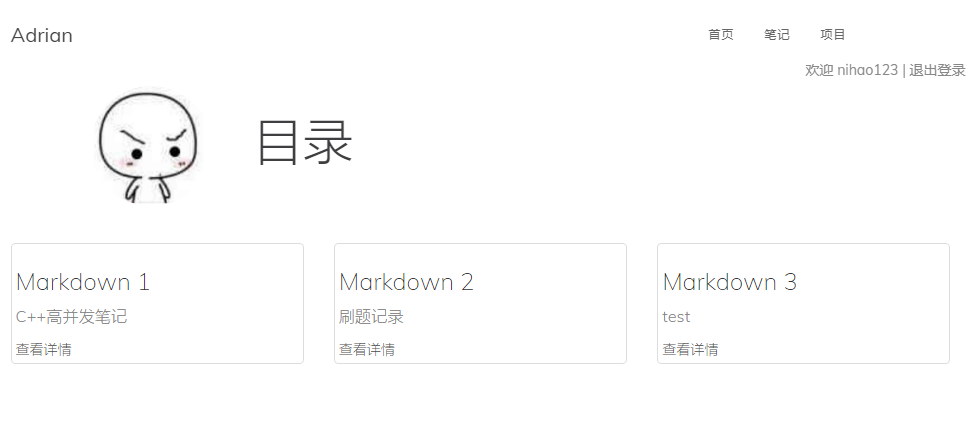 Adrian
首页 笔记 项目
欢迎 nihao123 | 退出登录
目录
Markdown 1
C++高并发笔记
查看详情
Markdown 2
刷题记录
查看详情
Markdown 3
test
查看详情